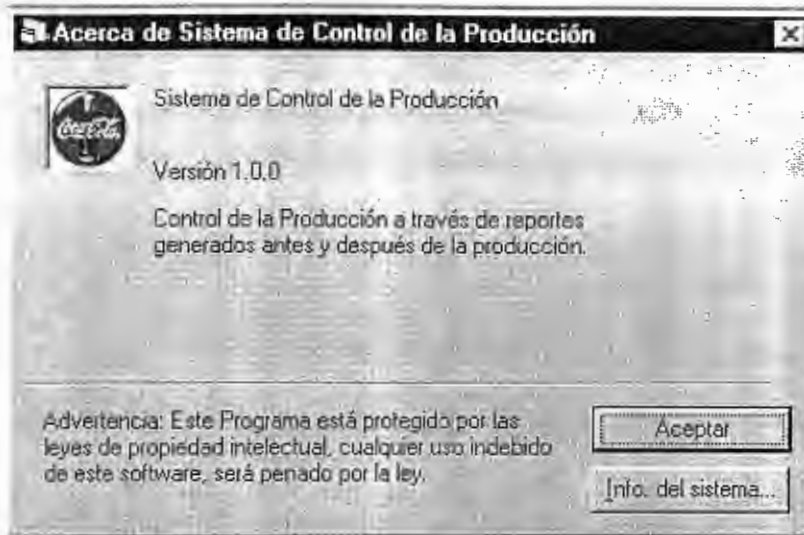 Acerca de Sistema de Control de la Producción
Coca-Cola
Sistema de Control de la Producción
Versión 1.0.0
Control de la Producción a través de reportes
generados antes y después de la producción.
Advertencia: Este Programa está protegido por las
leyes de propiedad intelectual, cualquier uso indebido
de este software, será penado por la ley.
Aceptar
Info. del sistema...